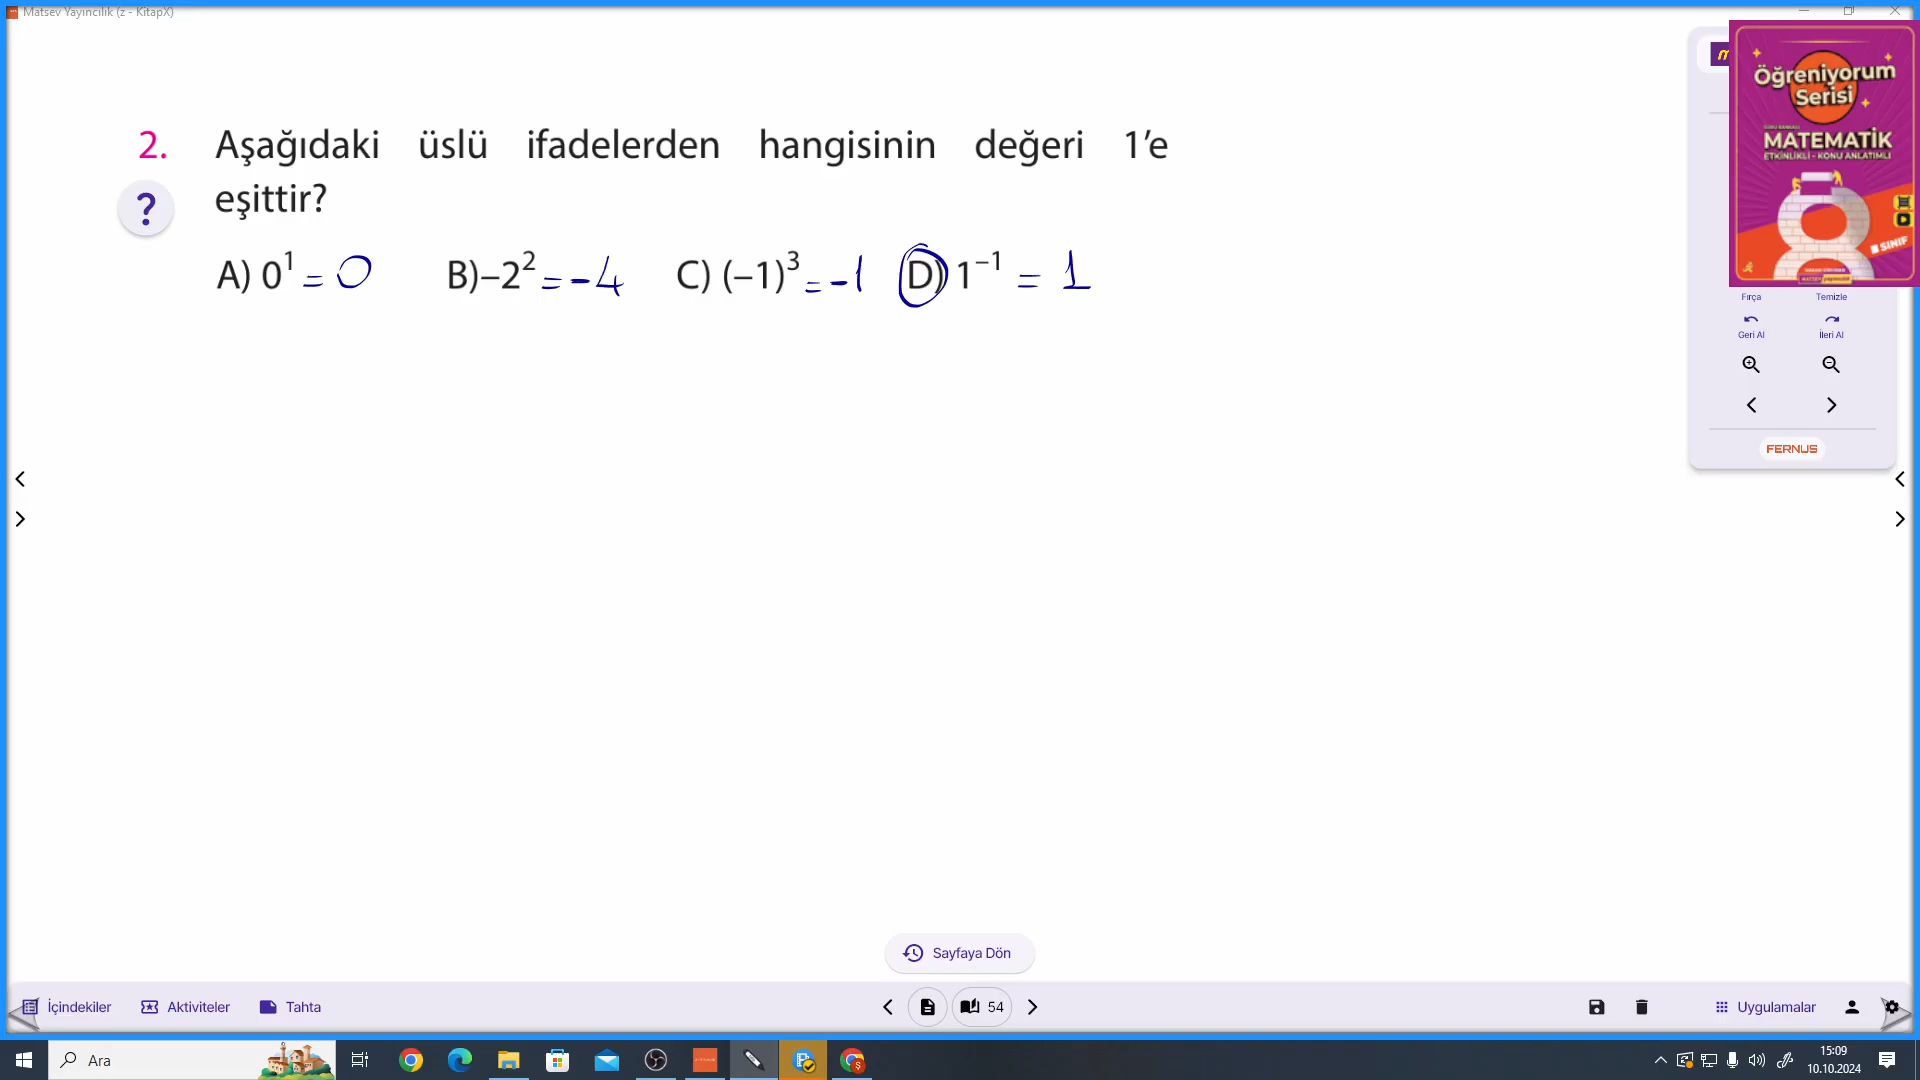 Matsev Yayıncılık (z - KitapX)
2. Aşağıdaki üslü ifadelerden hangisinin değeri 1’e
eşittir?
?
A) 0¹ = 0 B) –2² = -4 C) (–1)³ = -1 D) 1⁻¹ = 1
Öğreniyorum
Serisi
MATEMATİK
ETKİNLİKLİ - KONU ANLATIMLI
8. SINIF
Fırça Temizle
Geri Al İleri Al
FERNUS
Sayfaya Dön
İçindekiler Aktiviteler Tahta 54 Uygulamalar
Ara
15:09
10.10.2024